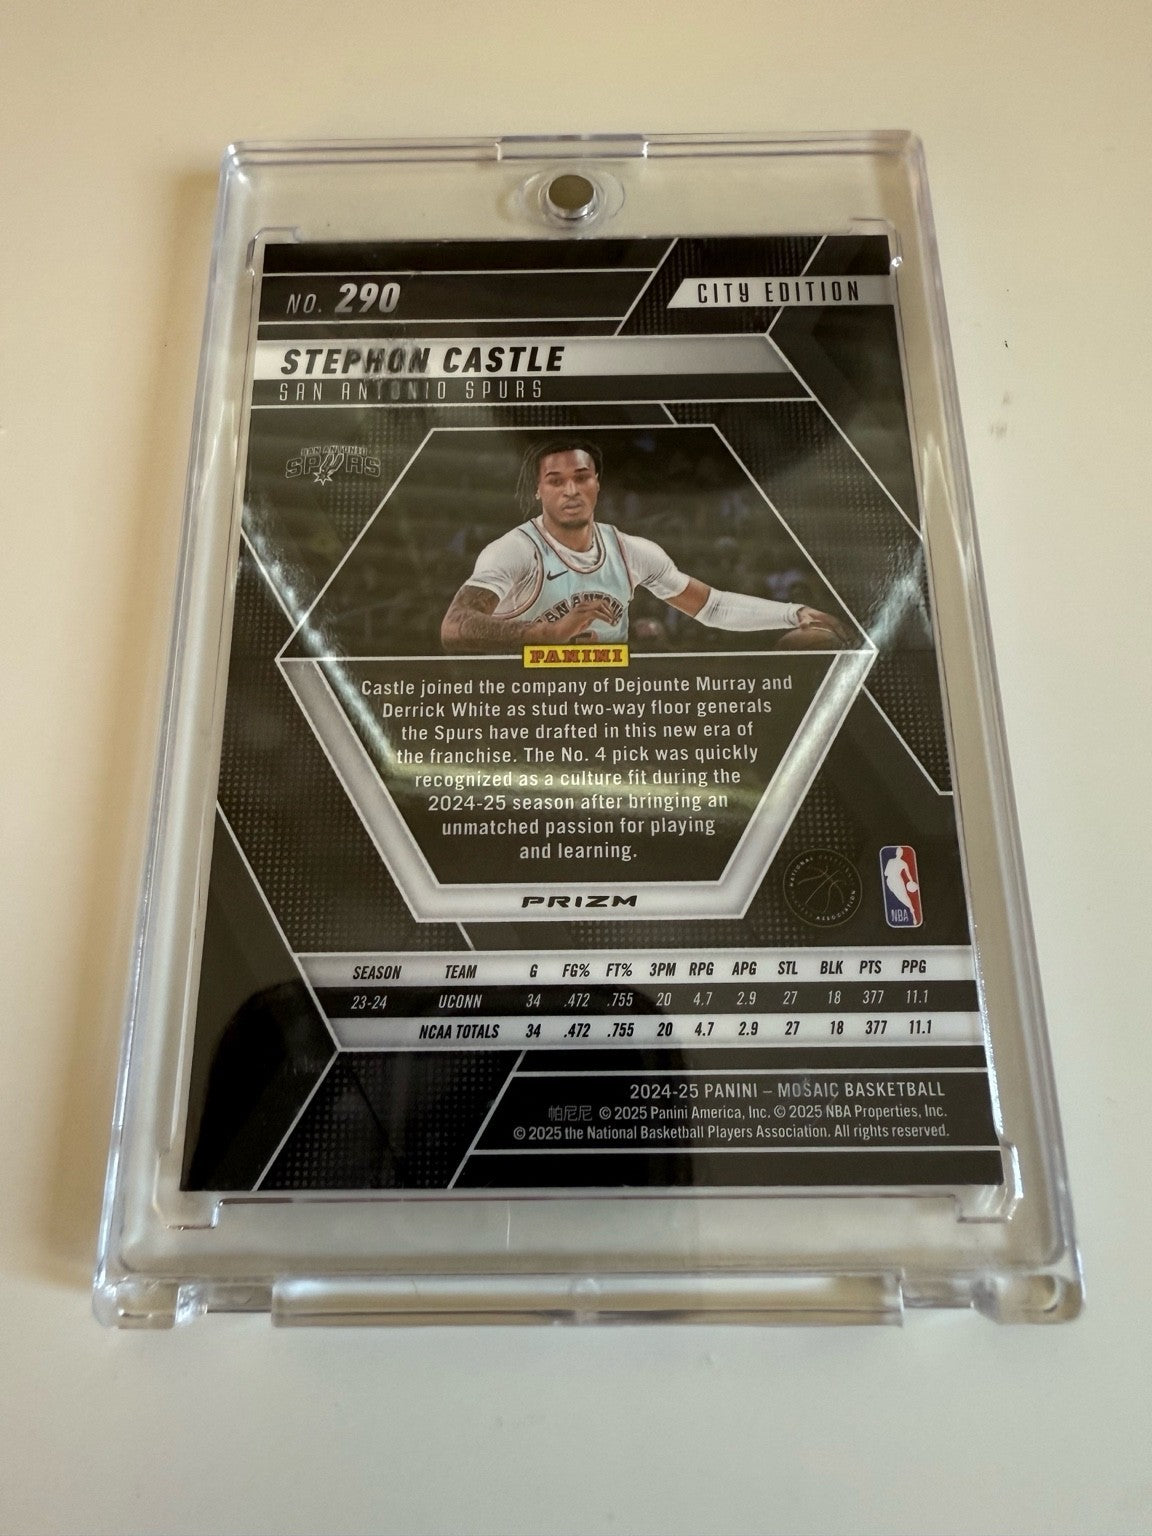 NO. 290
CITY EDITION
STEPHON CASTLE
SAN ANTONIO SPURS
SAN ANTONIO
SPURS
SAN ANTONIO
PANINI
Castle joined the company of Dejounte Murray and
Derrick White as stud two-way floor generals
the Spurs have drafted in this new era of
the franchise. The No. 4 pick was quickly
recognized as a culture fit during the
2024-25 season after bringing an
unmatched passion for playing
and learning.
PRIZM
NBA
SEASON TEAM G FG% FT% 3PM RPG APG STL BLK PTS PPG
23-24 UCONN 34 .472 .755 20 4.7 2.9 27 18 377 11.1
NCAA TOTALS 34 .472 .755 20 4.7 2.9 27 18 377 11.1
2024-25 PANINI – MOSAIC BASKETBALL
帕尼尼 © 2025 Panini America, Inc. © 2025 NBA Properties, Inc.
© 2025 the National Basketball Players Association. All rights reserved.